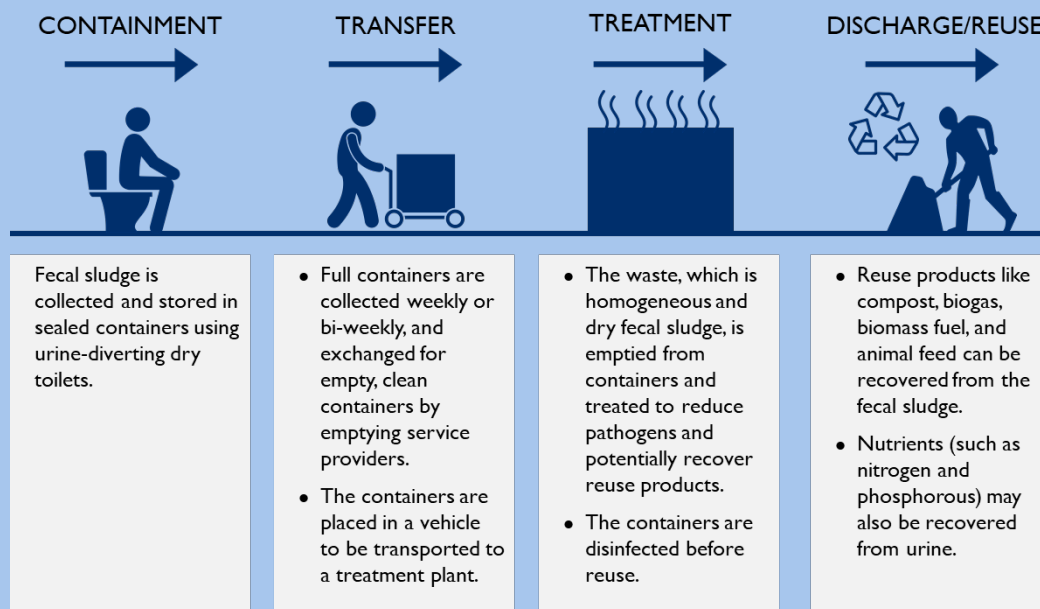 CONTAINMENT
TRANSFER
TREATMENT
DISCHARGE/REUSE
Fecal sludge is
collected and stored in
sealed containers using
urine-diverting dry
toilets.
• Full containers are
collected weekly or
bi-weekly, and
exchanged for
empty, clean
containers by
emptying service
providers.
• The containers are
placed in a vehicle
to be transported to
a treatment plant.
• The waste, which is
homogeneous and
dry fecal sludge, is
emptied from
containers and
treated to reduce
pathogens and
potentially recover
reuse products.
• The containers are
disinfected before
reuse.
• Reuse products like
compost, biogas,
biomass fuel, and
animal feed can be
recovered from the
fecal sludge.
• Nutrients (such as
nitrogen and
phosphorous) may
also be recovered
from urine.